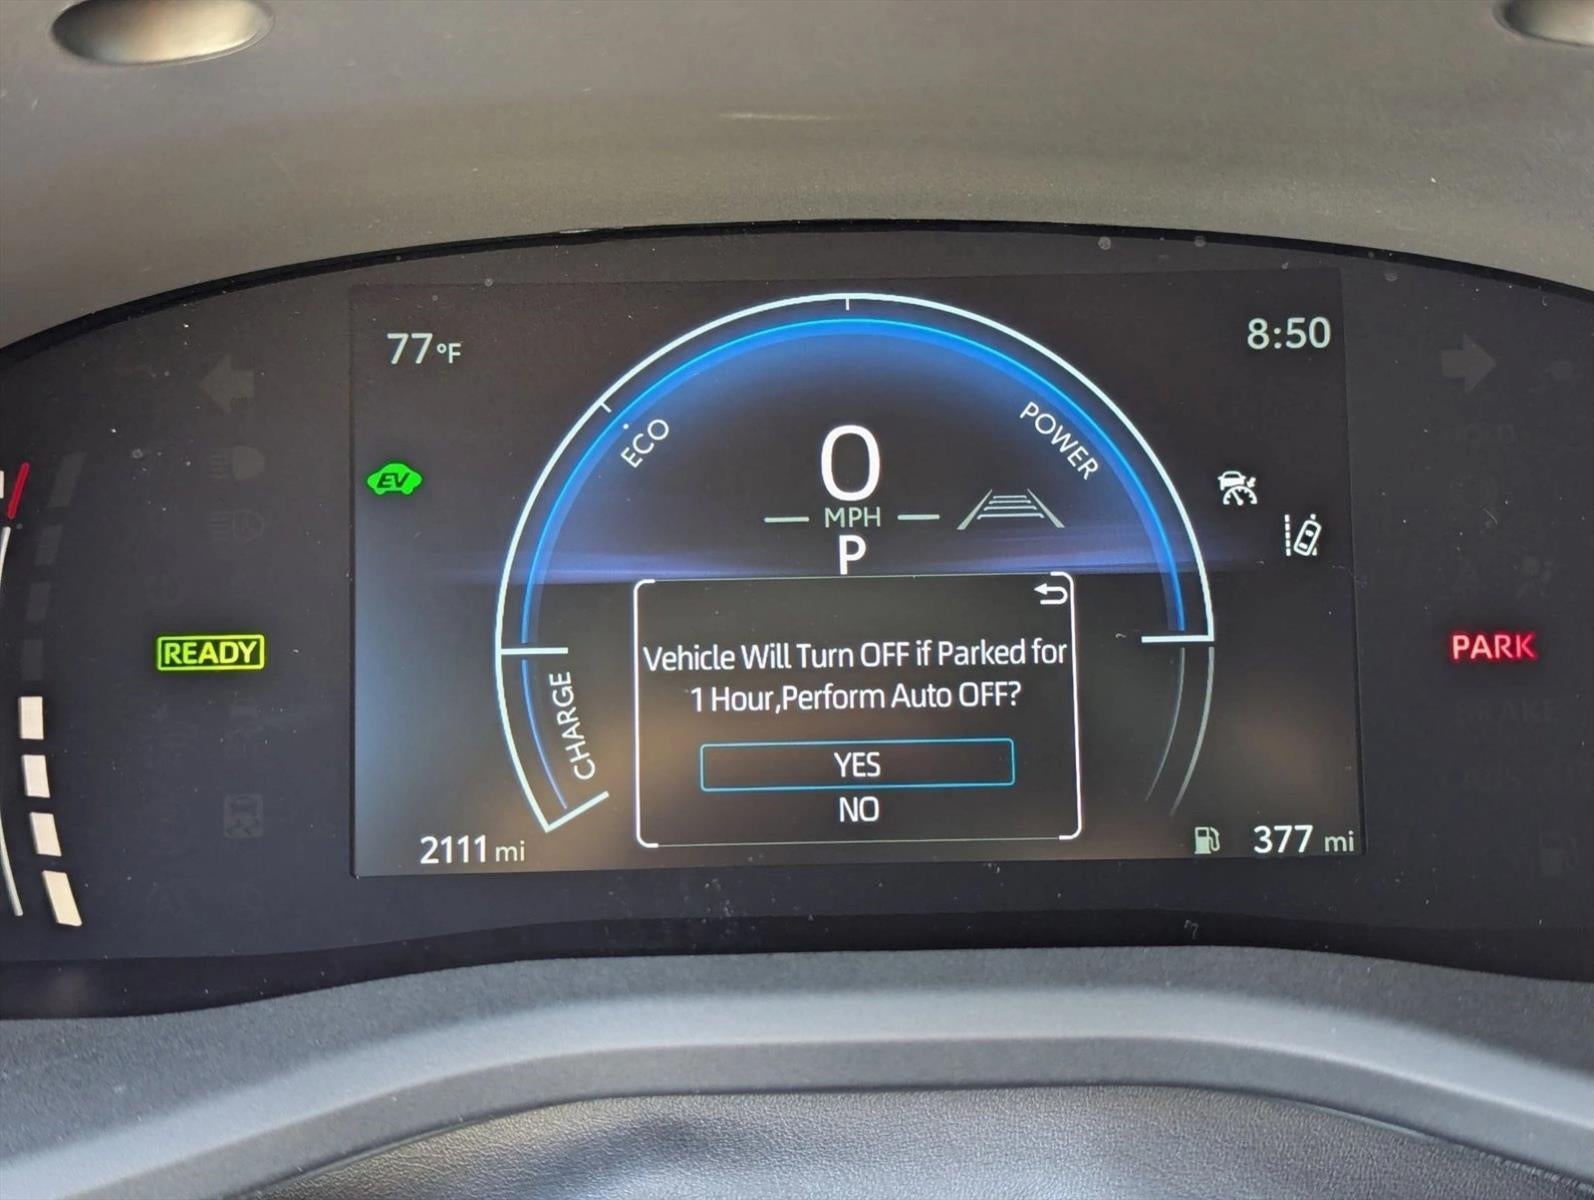 77°F
8:50
ECO
POWER
EV
0
MPH
P
READY
PARK
CHARGE
Vehicle Will Turn OFF if Parked for
1 Hour,Perform Auto OFF?
YES
NO
2111 mi
377 mi